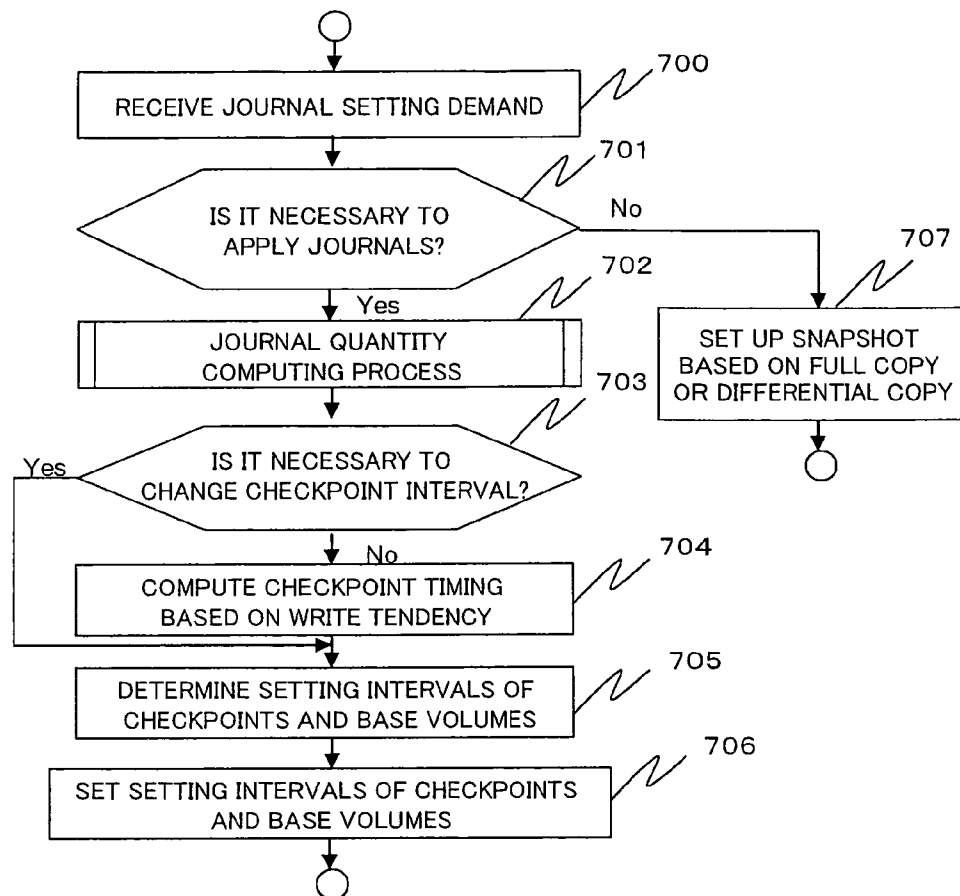 700
RECEIVE JOURNAL SETTING DEMAND
701
IS IT NECESSARY TO
APPLY JOURNALS?
No
707
SET UP SNAPSHOT
BASED ON FULL COPY
OR DIFFERENTIAL COPY
Yes
702
JOURNAL QUANTITY
COMPUTING PROCESS
703
IS IT NECESSARY TO
CHANGE CHECKPOINT INTERVAL?
Yes
No
704
COMPUTE CHECKPOINT TIMING
BASED ON WRITE TENDENCY
705
DETERMINE SETTING INTERVALS OF
CHECKPOINTS AND BASE VOLUMES
706
SET SETTING INTERVALS OF CHECKPOINTS
AND BASE VOLUMES